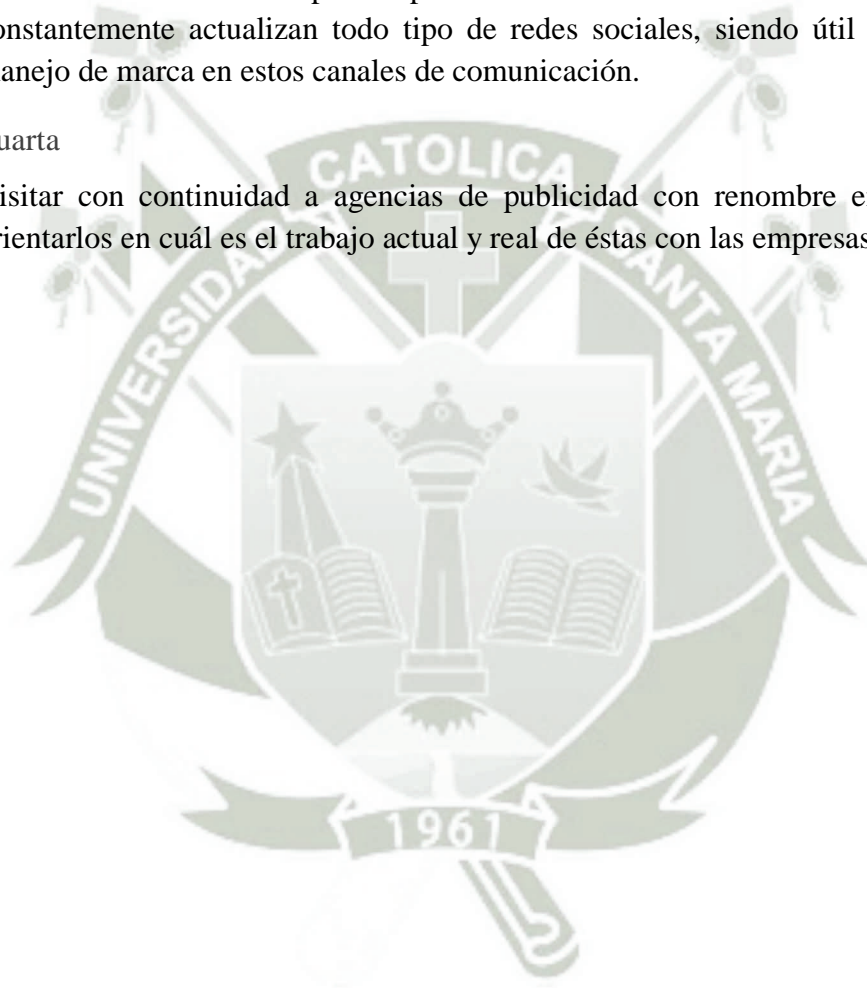 onstantemente actualizan todo tipo de redes sociales, siendo útil
anejo de marca en estos canales de comunicación.
uarta
isitar con continuidad a agencias de publicidad con renombre e
rientarlos en cuál es el trabajo actual y real de éstas con las empresas
UNIVERSIDAD CATOLICA SANTA MARIA
1961